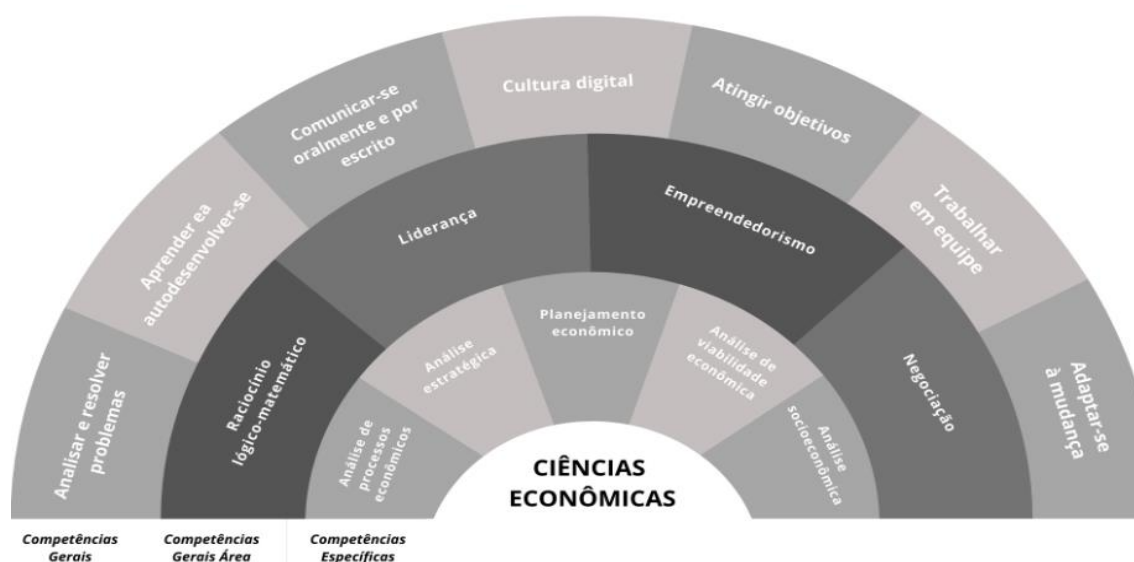 Analisar e resolver
problemas
Aprender ea
autodesenvolver-se
Comunicar-se
oralmente e por
escrito
Cultura digital
Atingir objetivos
Trabalhar
em equipe
Adaptar-se
à mudança
Raciocínio
lógico-matemático
Liderança
Empreendedorismo
Negociação
Análise de
processos
econômicos
Análise
estratégica
Planejamento
econômico
Análise de
viabilidade
econômica
Análise
socioeconômica
CIÊNCIAS
ECONÔMICAS
Competências
Gerais
Competências
Gerais Área
Competências
Específicas